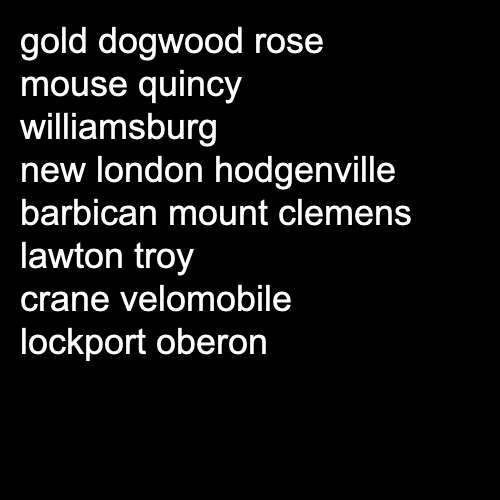 gold dogwood rose
mouse quincy
williamsburg
new london hodgenville
barbican mount clemens
lawton troy
crane velomobile
lockport oberon